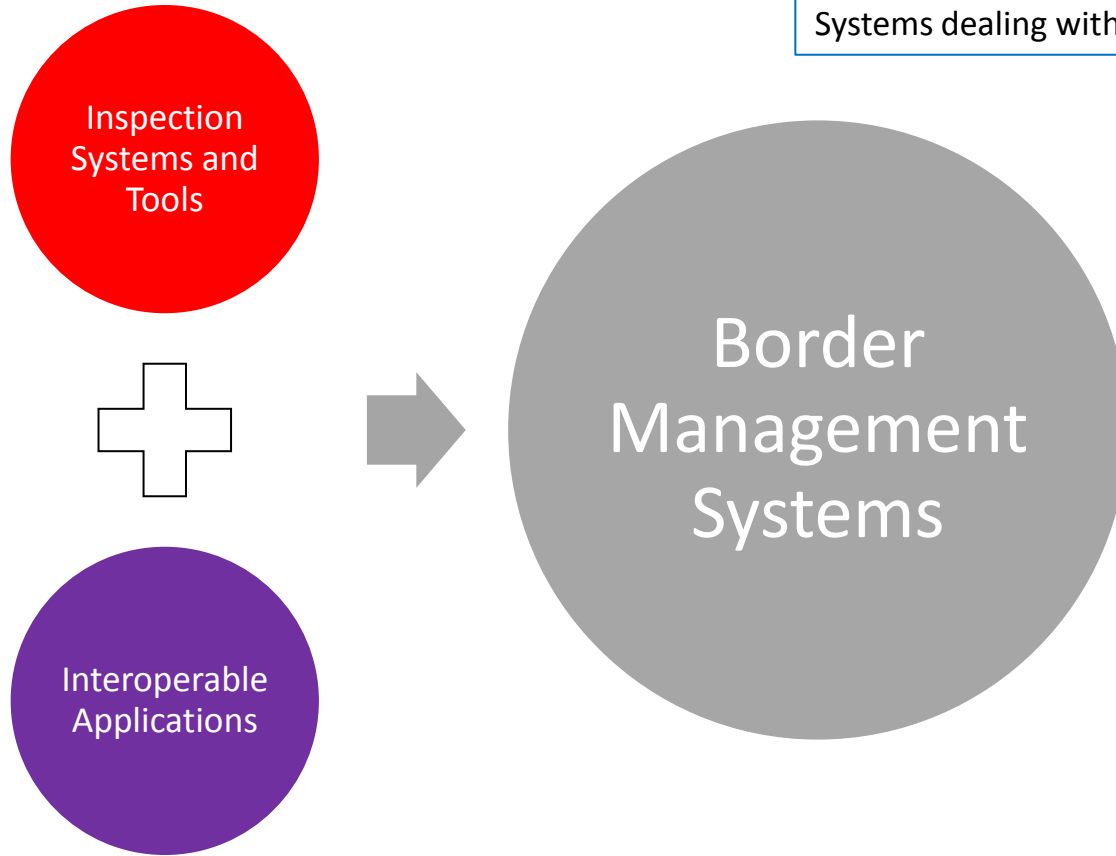 Systems dealing with
Inspection
Systems and
Tools
Border
Management
Systems
Interoperable
Applications